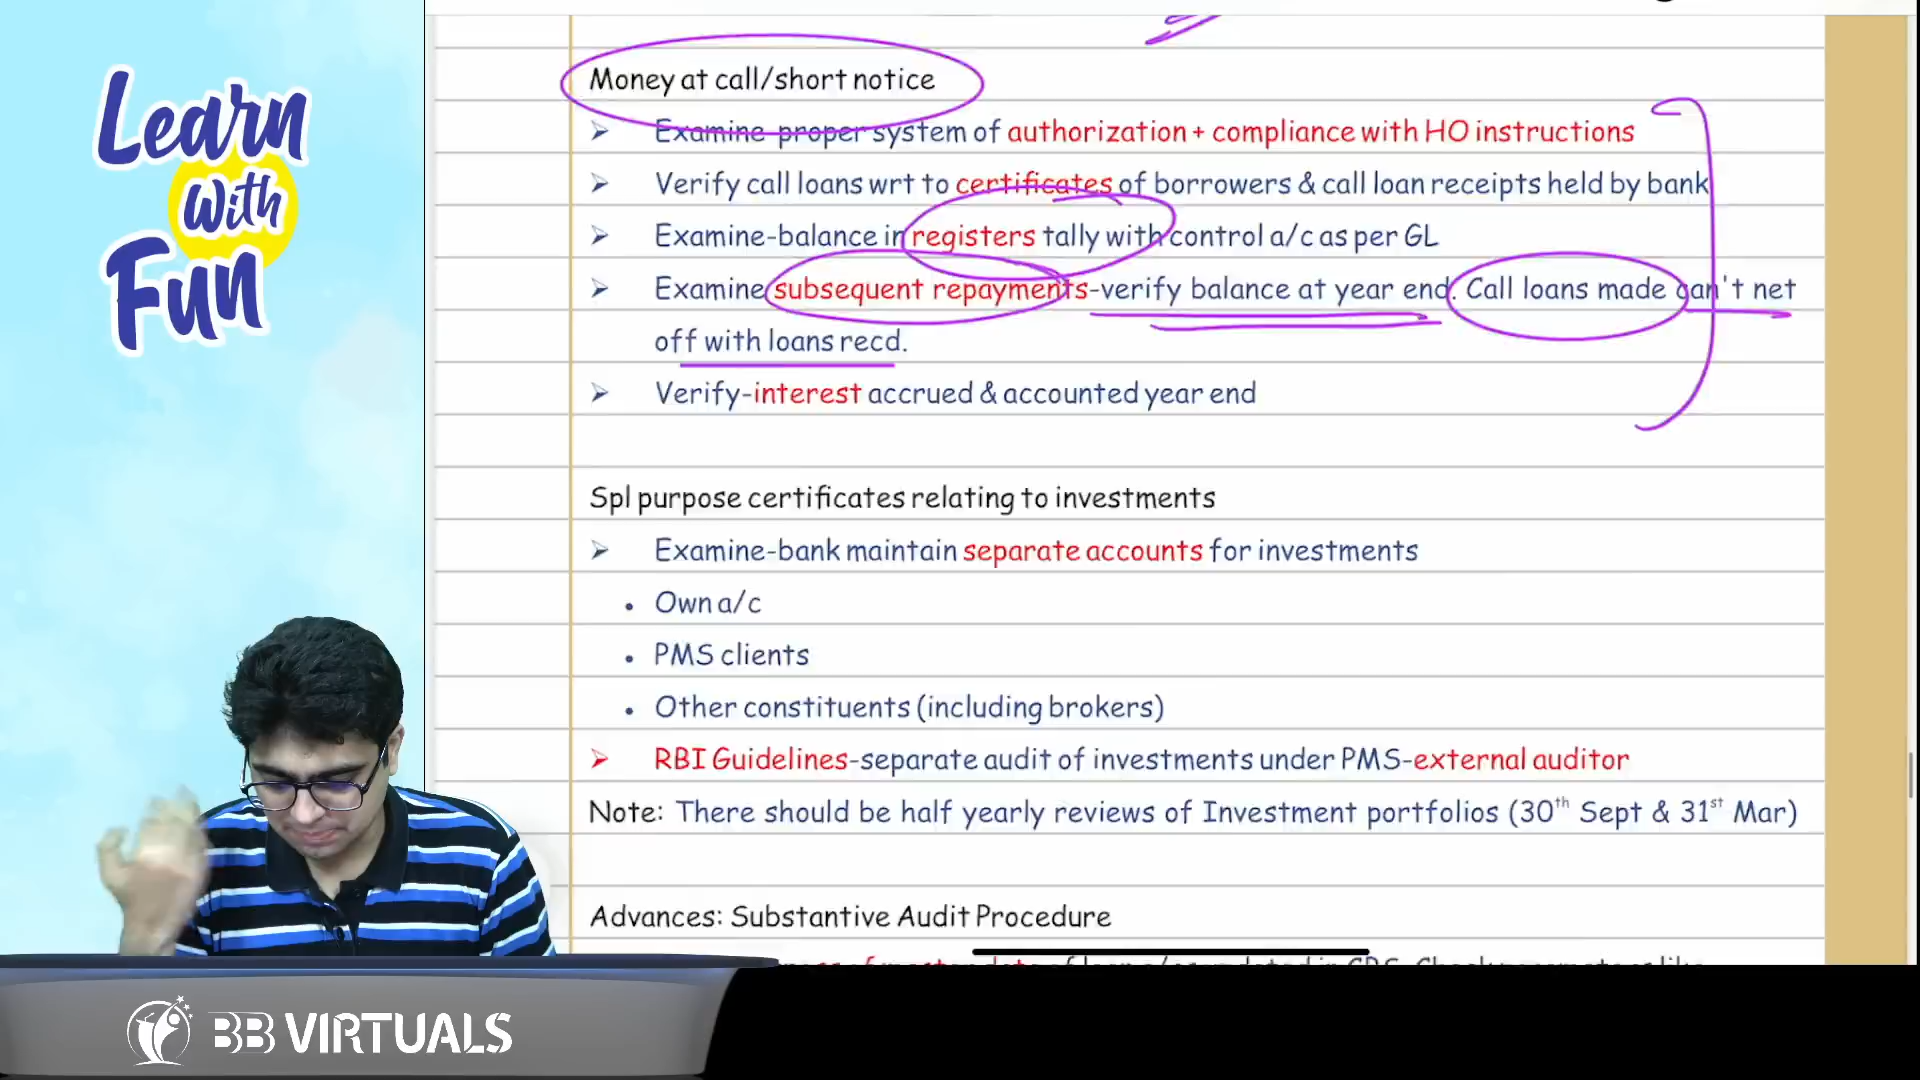 Learn
With
Fun
Money at call/short notice
➢ Examine proper system of authorization + compliance with HO instructions
➢ Verify call loans wrt to certificates of borrowers & call loan receipts held by bank
➢ Examine-balance in registers tally with control a/c as per GL
➢ Examine subsequent repayments-verify balance at year end. Call loans made can't net
off with loans recd.
➢ Verify-interest accrued & accounted year end
Spl purpose certificates relating to investments
➢ Examine-bank maintain separate accounts for investments
• Own a/c
• PMS clients
• Other constituents (including brokers)
➢ RBI Guidelines-separate audit of investments under PMS-external auditor
Note: There should be half yearly reviews of Investment portfolios (30th Sept & 31st Mar)
Advances: Substantive Audit Procedure
BB VIRTUALS